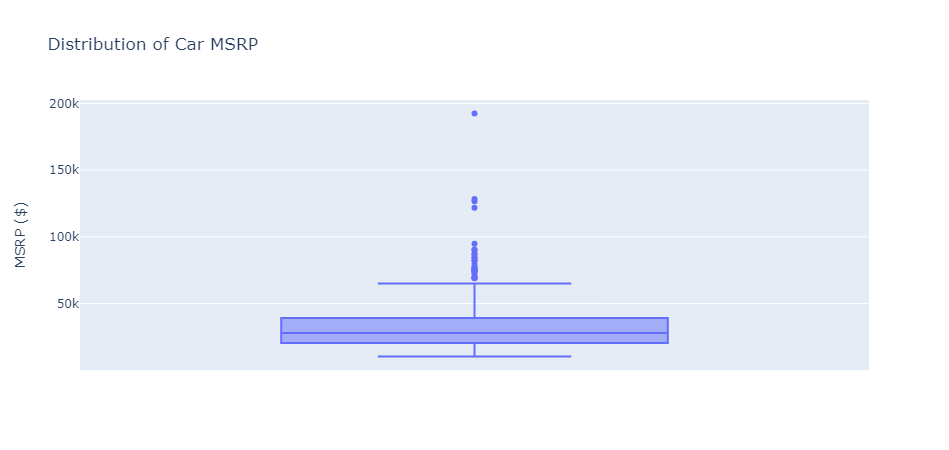 Distribution of Car MSRP
200k
150k
100k
50k
MSRP ($)